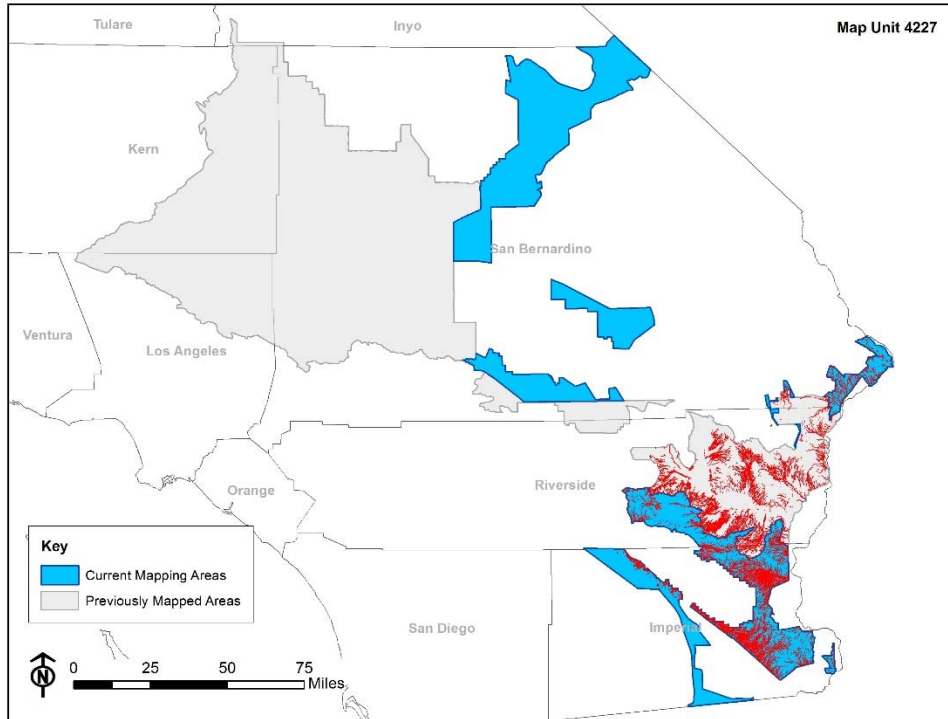 Tulare
Inyo
Map Unit 4227
Kern
San Bernardino
Ventura
Los Angeles
Orange
Riverside
Key
Current Mapping Areas
Previously Mapped Areas
San Diego
Imperial
N
0 25 50 75
Miles